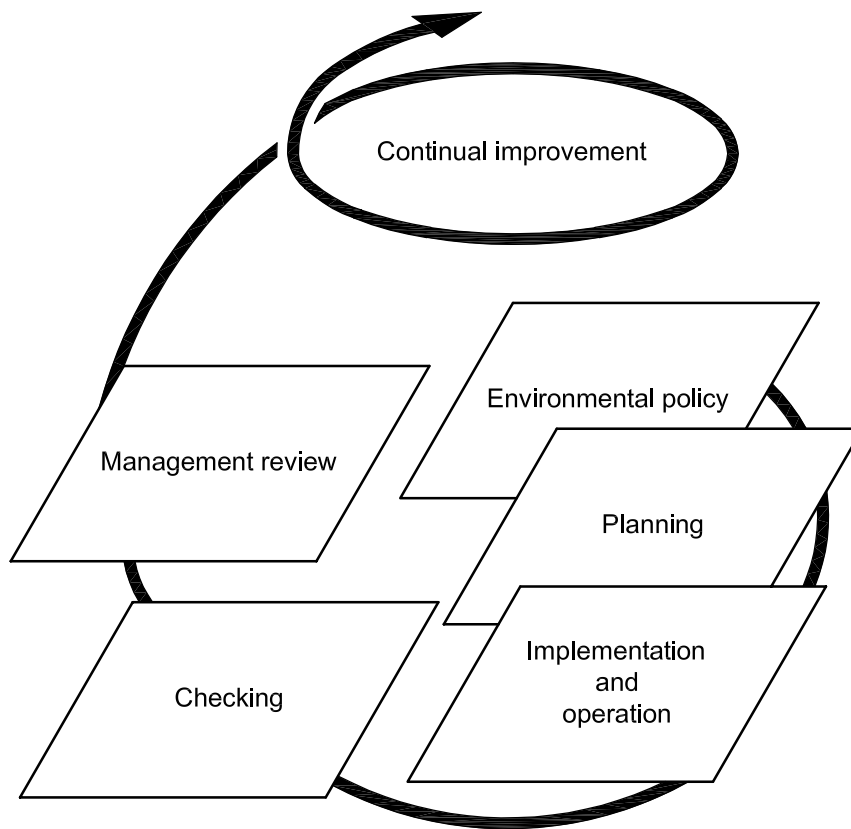 Continual improvement
Environmental policy
Management review
Planning
Implementation
and
operation
Checking